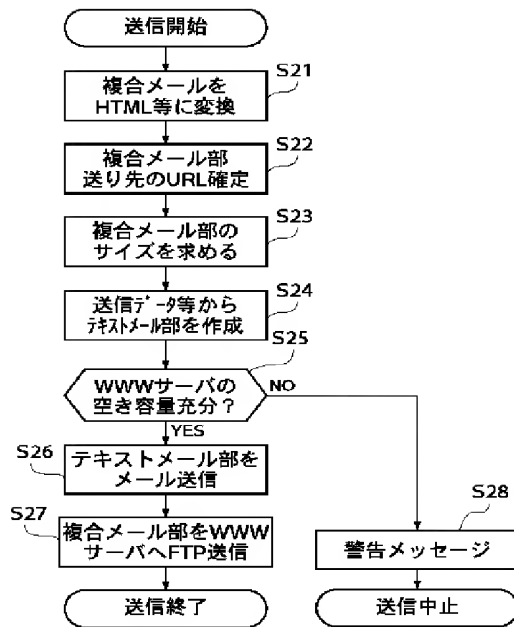 送信開始
S21
複合メールを
HTML等に変換
S22
複合メール部
送り先のURL確定
S23
複合メール部の
サイズを求める
S24
送信ﾃﾞｰﾀ等から
ﾃｷｽﾄﾒｰﾙ部を作成
S25
WWWサーバの
空き容量充分？
NO
YES
S26
テキストメール部を
メール送信
S27
複合メール部をWWW
サーバへFTP送信
S28
警告メッセージ
送信終了
送信中止